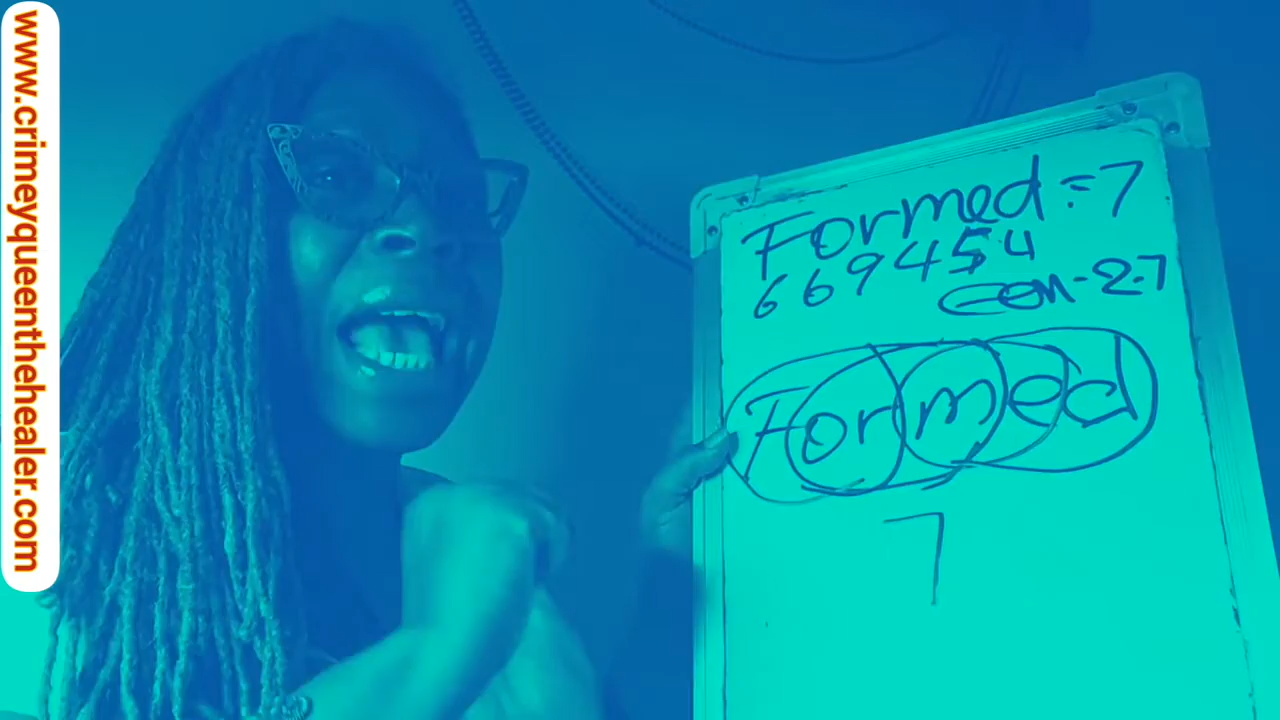 www.crimeyqueenthehealer.com
Formed = 7
669454
Gen-2-7
Formed
7